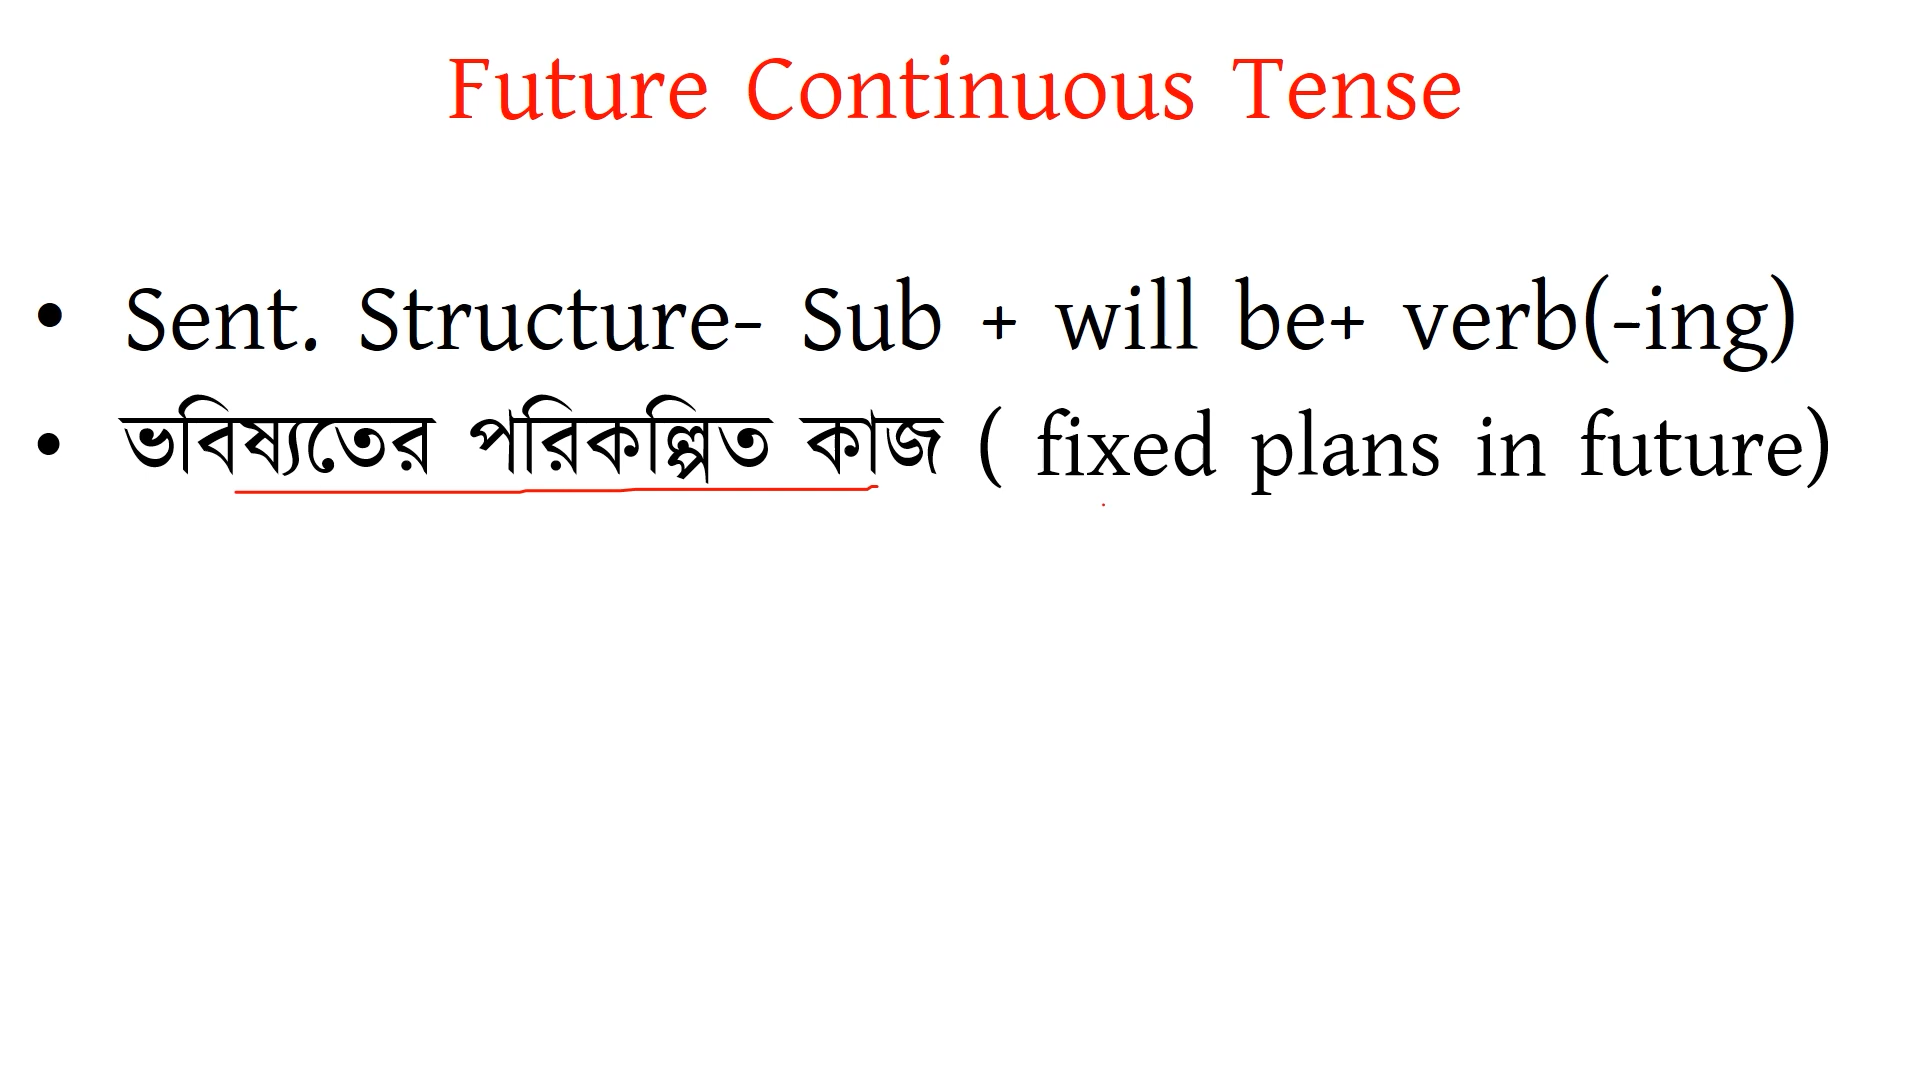 Future Continuous Tense
• Sent. Structure- Sub + will be+ verb(-ing)
• ভবিষ্যতের পরিকল্পিত কাজ ( fixed plans in future)